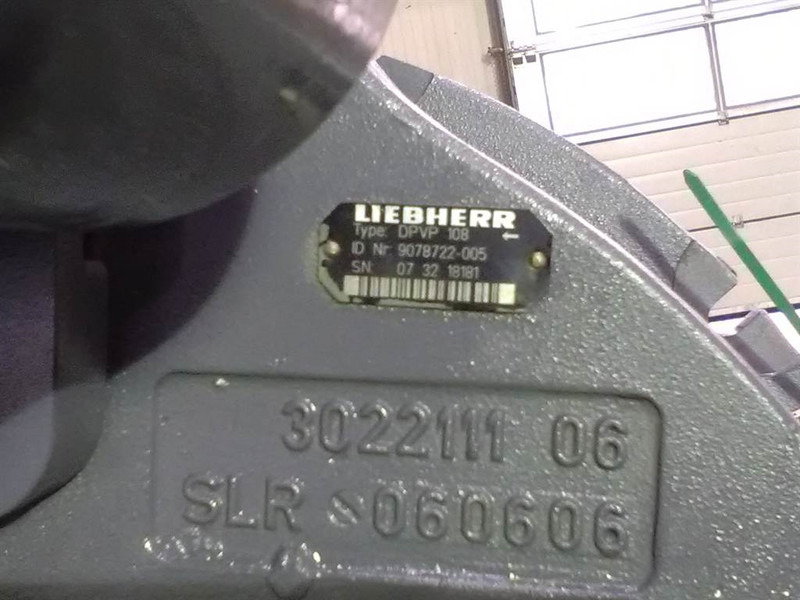 LIEBHERR
Type: DPVP 108 ←
ID Nr: 9078722-005
SN: 07 32 18181
3022111 06
SLR 060606